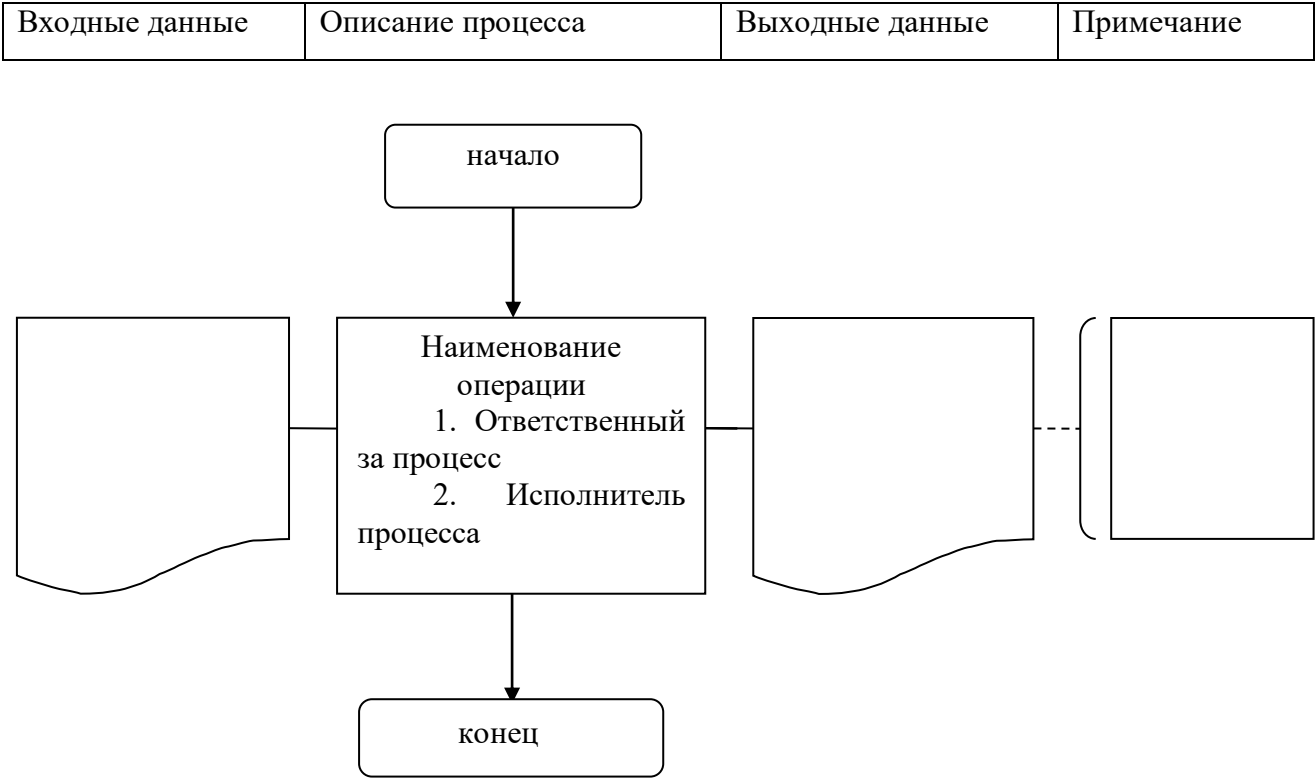 Входные данные
Описание процесса
Выходные данные
Примечание
начало
Наименование
операции
1. Ответственный
за процесс
2. Исполнитель
процесса
конец